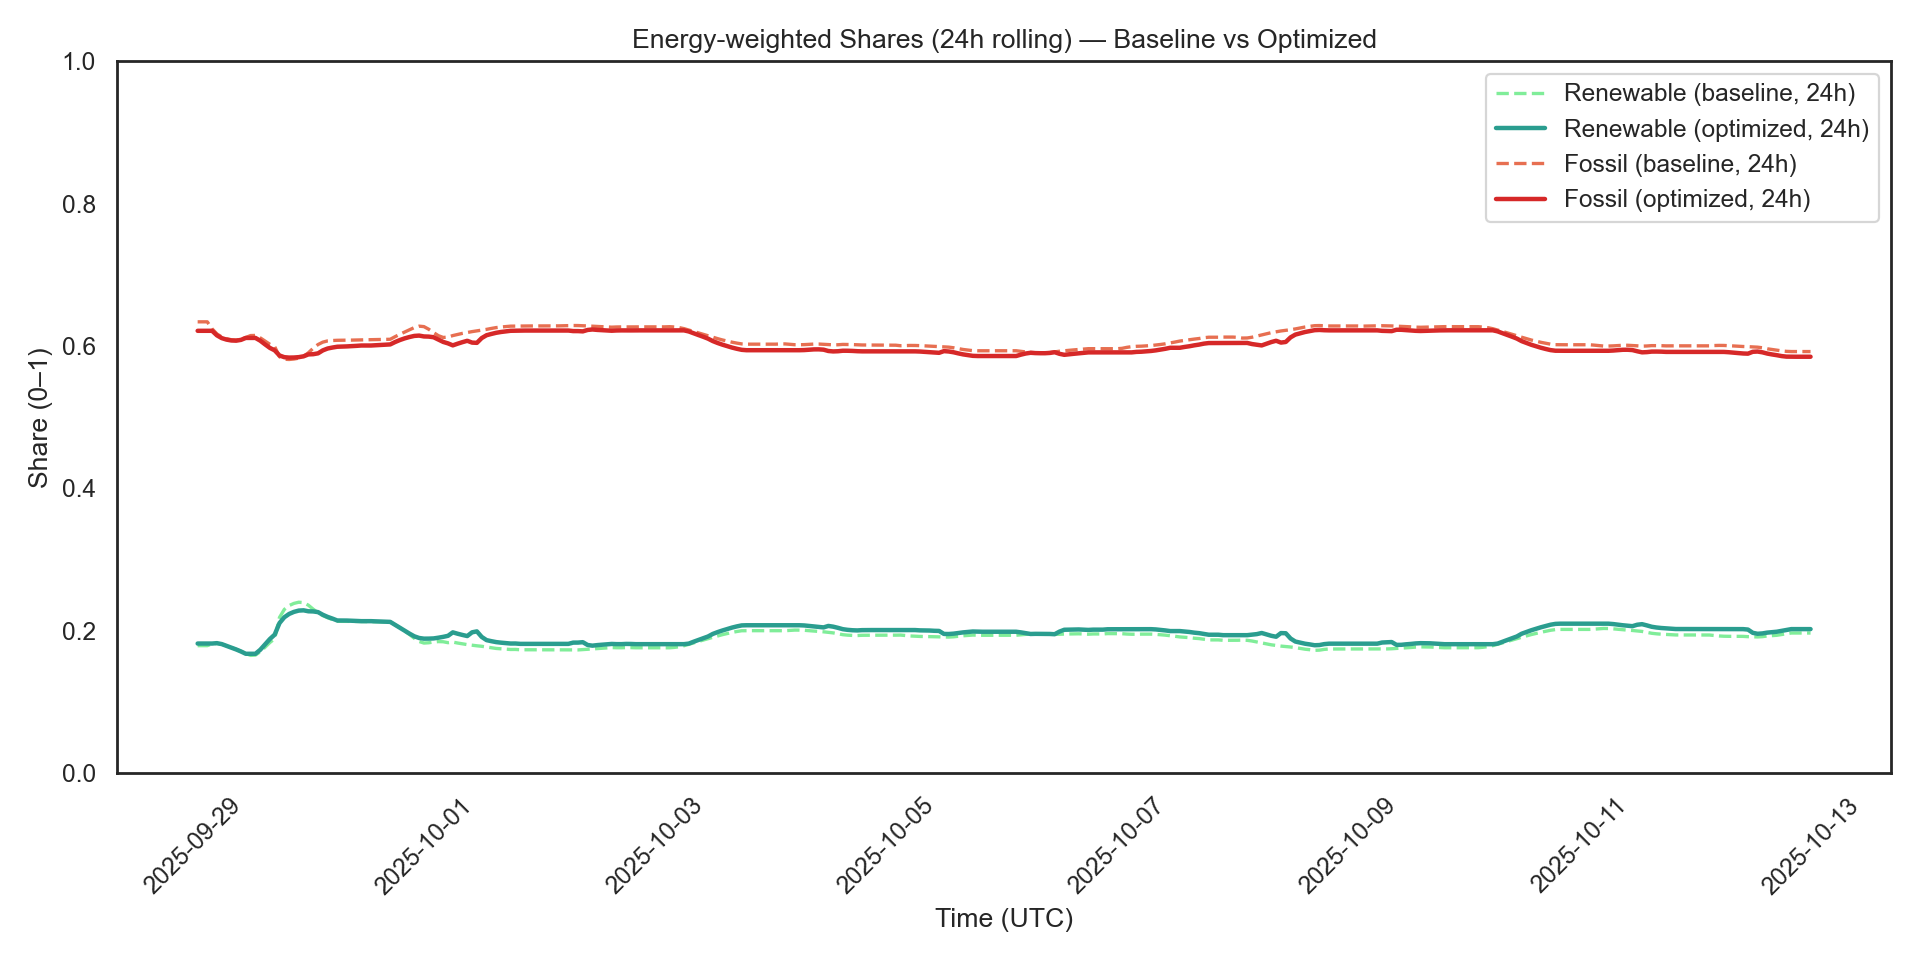 Energy-weighted Shares (24h rolling) — Baseline vs Optimized
1.0
0.8
0.6
0.4
0.2
0.0
Share (0–1)
Renewable (baseline, 24h)
Renewable (optimized, 24h)
Fossil (baseline, 24h)
Fossil (optimized, 24h)
2025-09-29
2025-10-01
2025-10-03
2025-10-05
2025-10-07
2025-10-09
2025-10-11
2025-10-13
Time (UTC)